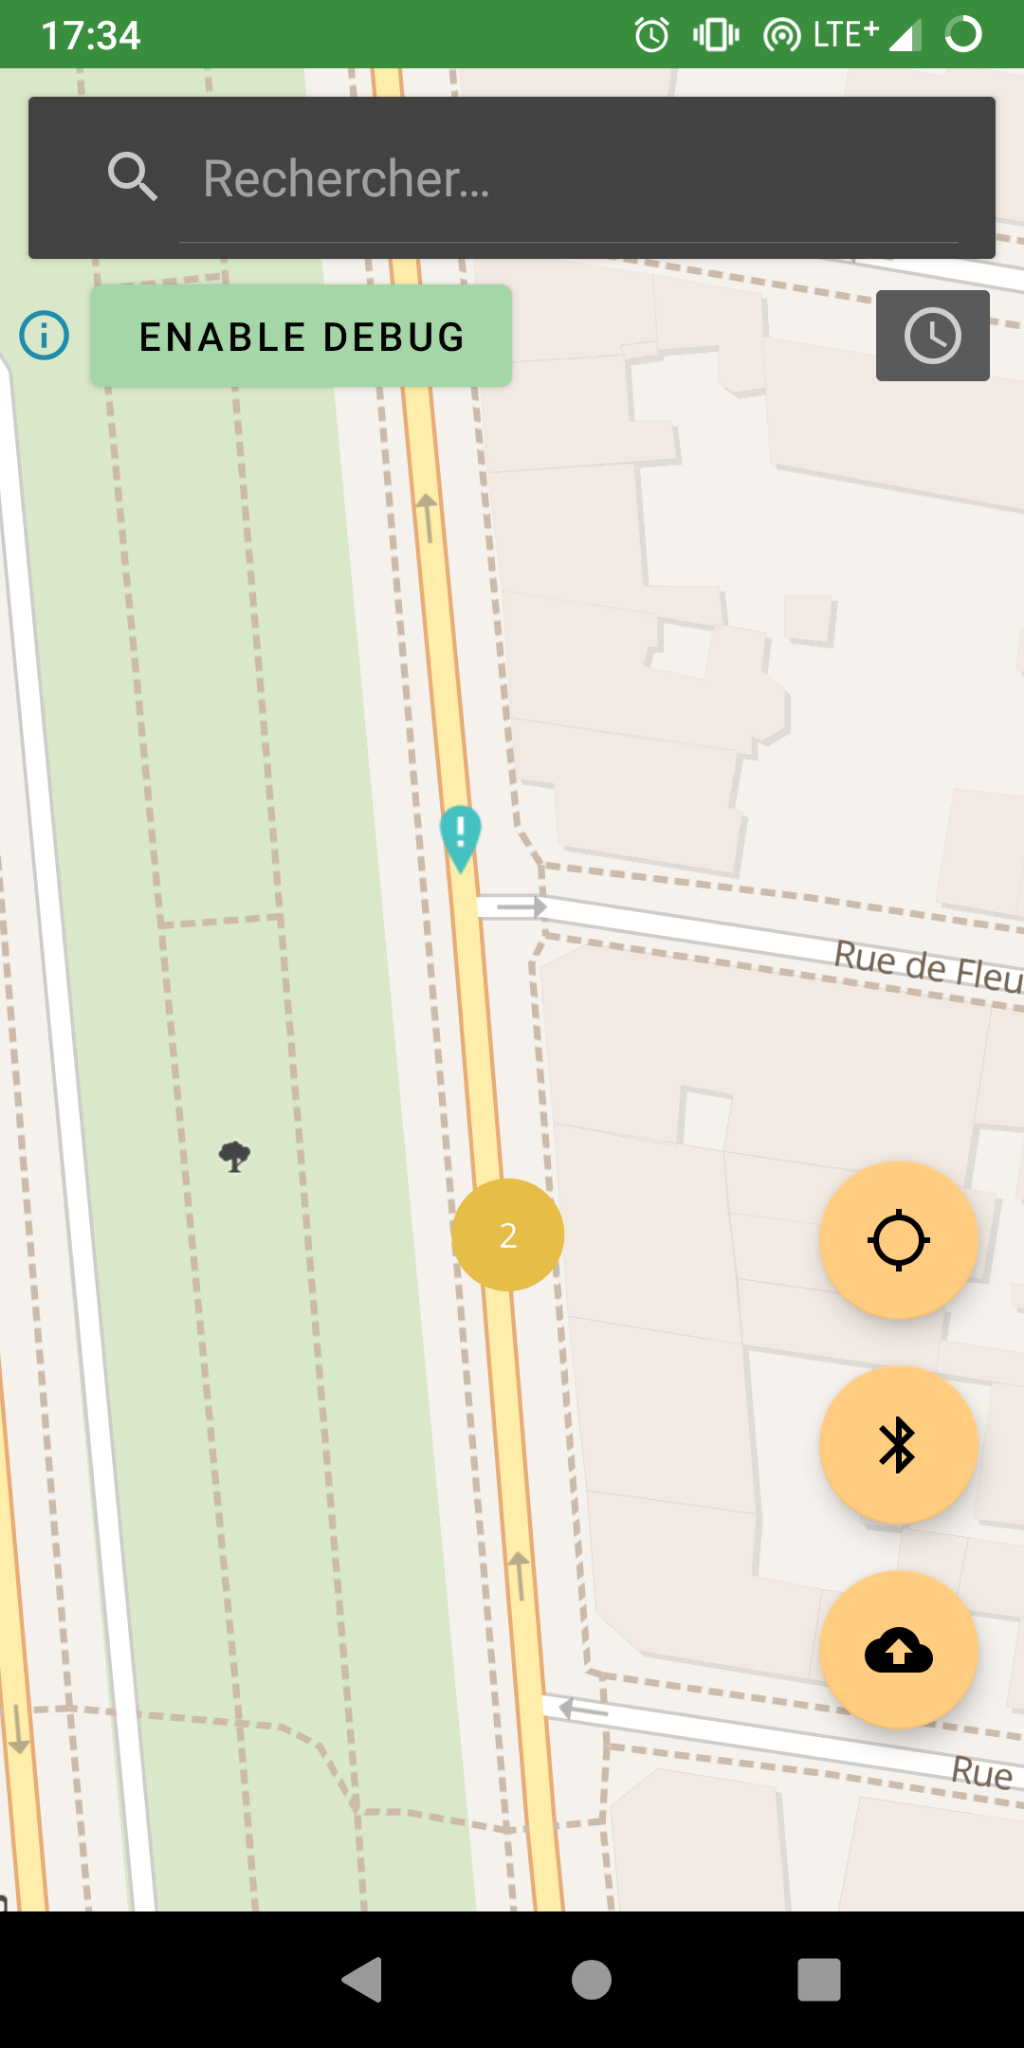 17:34 LTE+
Rechercher...
ENABLE DEBUG
Rue de Fleu
2
Rue